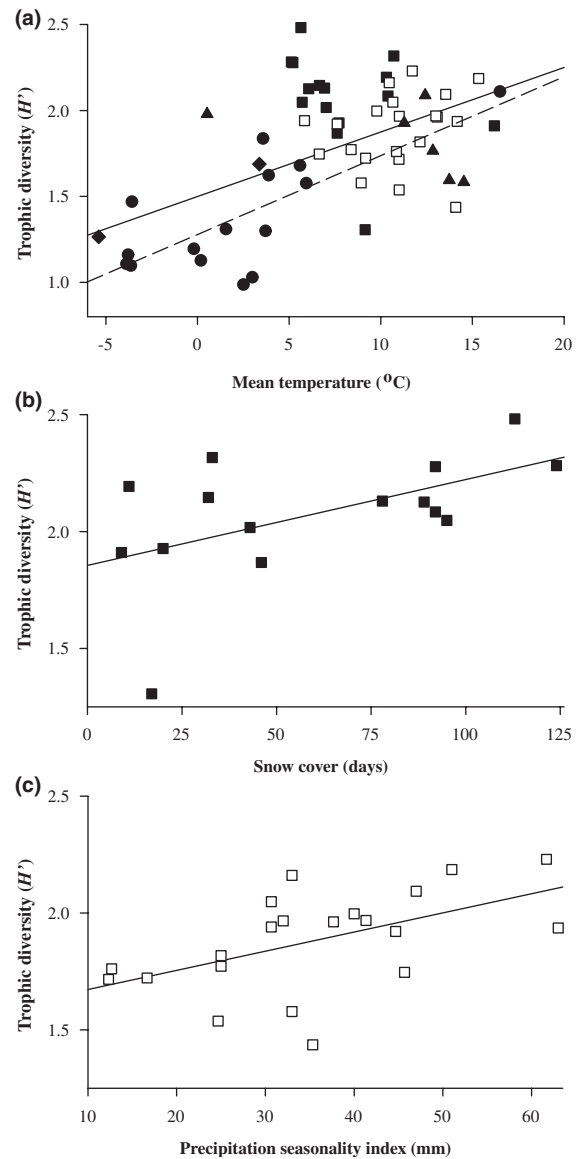 (a)
2.5
2.0
1.5
1.0
Trophic diversity (H')
-5 0 5 10 15 20
Mean temperature (ºC)
(b)
2.5
2.0
1.5
Trophic diversity (H')
0 25 50 75 100 125
Snow cover (days)
(c)
2.5
2.0
1.5
Trophic diversity (H')
10 20 30 40 50 60
Precipitation seasonality index (mm)